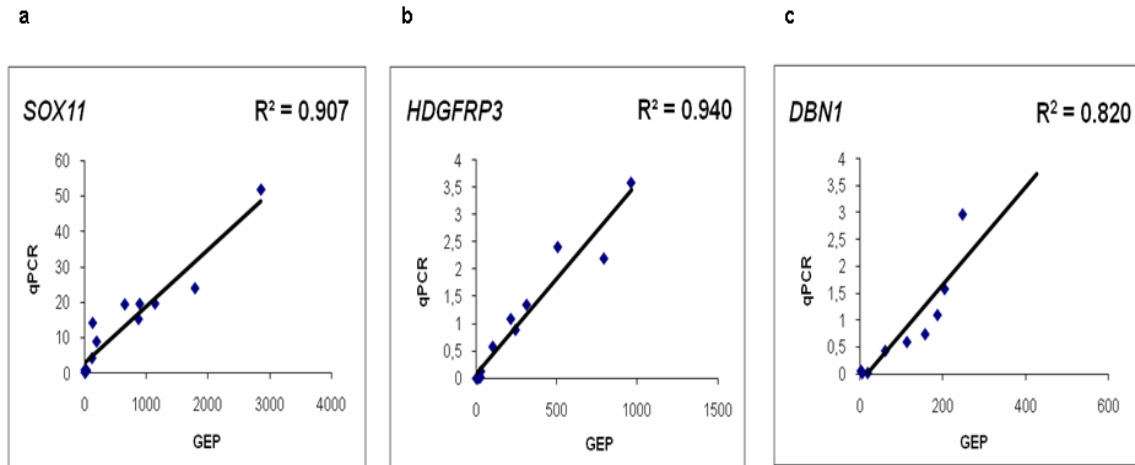 a
b
c
SOX11 R² = 0.907
60
50
40
30
20
10
0
qPCR
0 1000 2000 3000 4000
GEP
HDGFRP3 R² = 0.940
4
3,5
3
2,5
2
1,5
1
0,5
0
qPCR
0 500 1000 1500
GEP
DBN1 R² = 0.820
4
3,5
3
2,5
2
1,5
1
0,5
0
qPCR
0 200 400 600
GEP